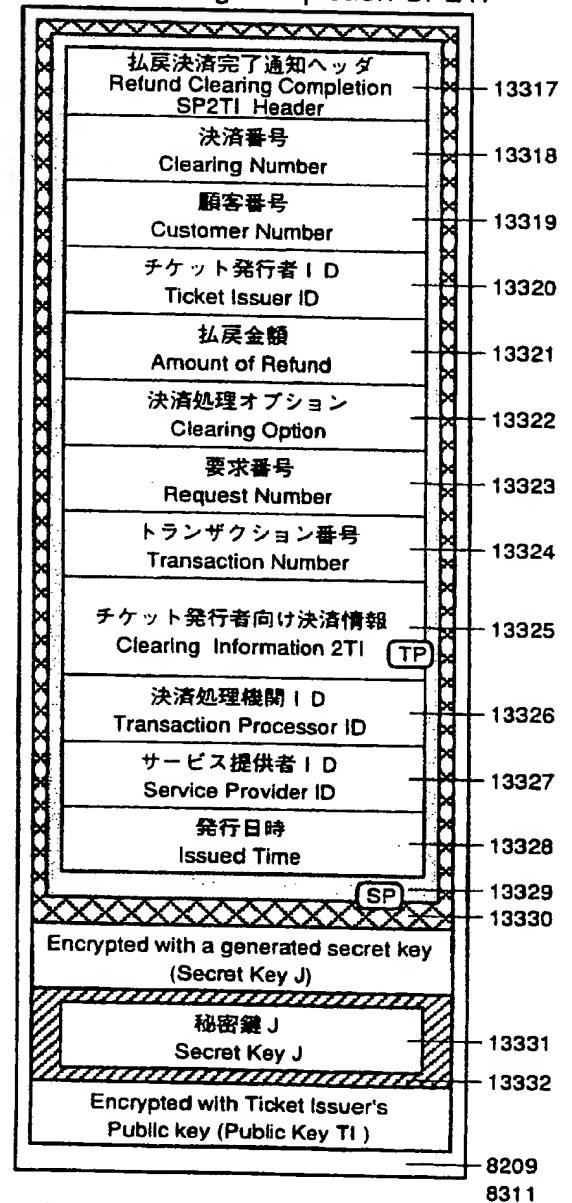 払戻決済完了通知ヘッダ
Refund Clearing Completion
SP2TI Header
13317
決済番号
Clearing Number
13318
顧客番号
Customer Number
13319
チケット発行者ID
Ticket Issuer ID
13320
払戻金額
Amount of Refund
13321
決済処理オプション
Clearing Option
13322
要求番号
Request Number
13323
トランザクション番号
Transaction Number
13324
チケット発行者向け決済情報
Clearing Information 2TI
TP
13325
決済処理機関ID
Transaction Processor ID
13326
サービス提供者ID
Service Provider ID
13327
発行日時
Issued Time
13328
SP
13329
13330
Encrypted with a generated secret key
(Secret Key J)
秘密鍵J
Secret Key J
13331
13332
Encrypted with Ticket Issuer's
Public key (Public Key TI)
8209
8311